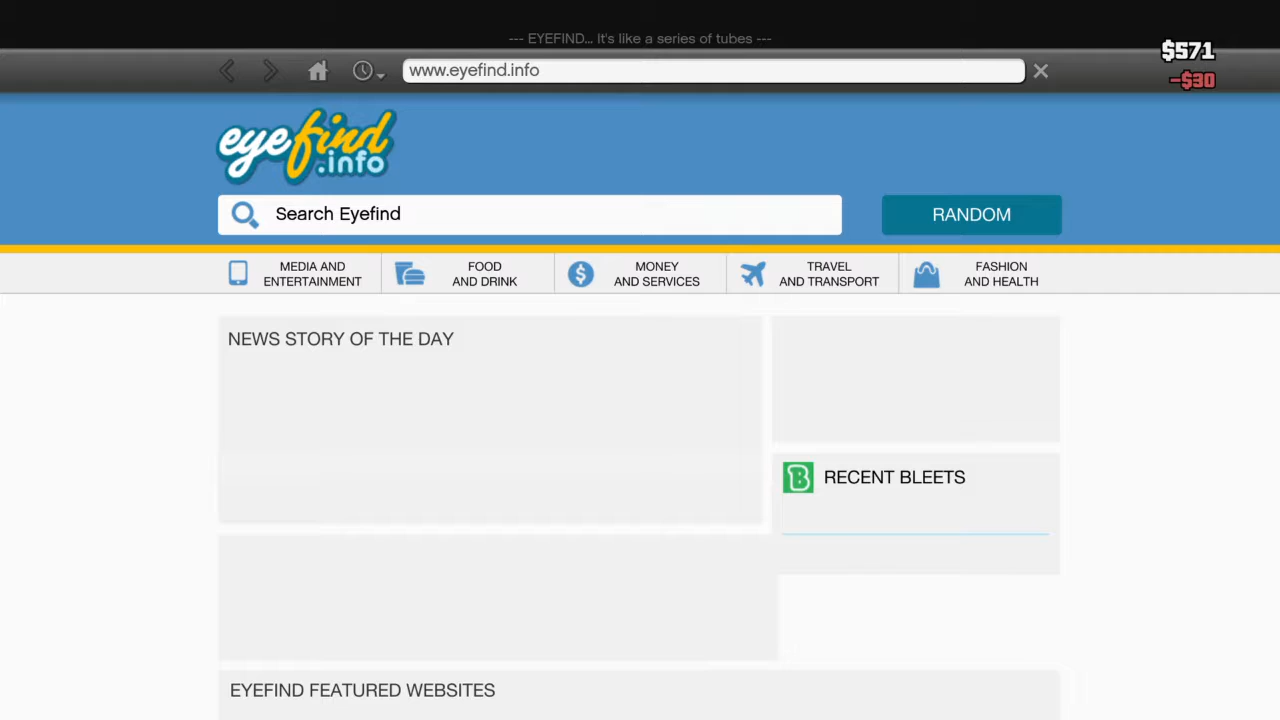 --- EYEFIND... It's like a series of tubes ---
$571
www.eyefind.info
-$30
eyefind
.info
Search Eyefind
RANDOM
MEDIA AND
ENTERTAINMENT
FOOD
AND DRINK
MONEY
AND SERVICES
TRAVEL
AND TRANSPORT
FASHION
AND HEALTH
NEWS STORY OF THE DAY
B RECENT BLEETS
EYEFIND FEATURED WEBSITES